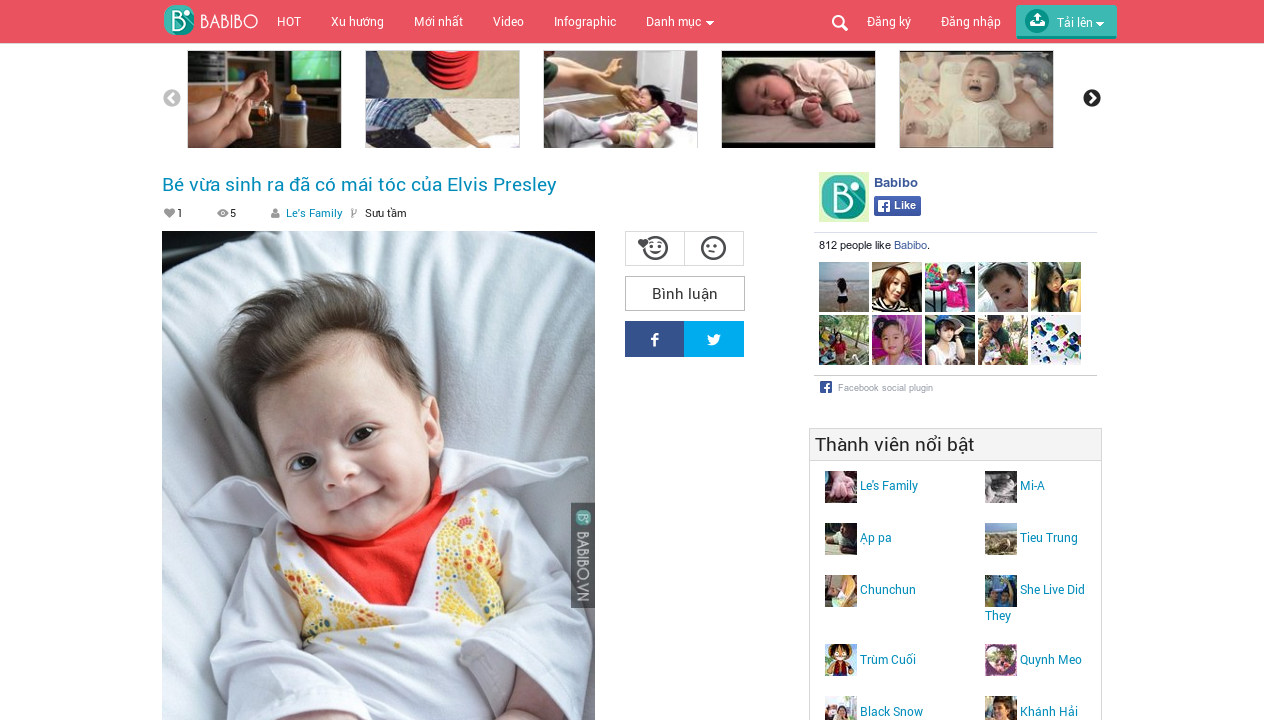 BABIBO
HOT
Xu hướng
Mới nhất
Video
Infographic
Danh mục
Đăng ký
Đăng nhập
Tải lên
Bé vừa sinh ra đã có mái tóc của Elvis Presley
1
5
Le's Family
Sưu tầm
Bình luận
BABIBO.VN
Babibo
Like
812 people like Babibo.
Facebook social plugin
Thành viên nổi bật
Le's Family
Mi-A
Ạp pa
Tieu Trung
Chunchun
She Live Did
They
Trùm Cuối
Quynh Meo
Black Snow
Khánh Hải